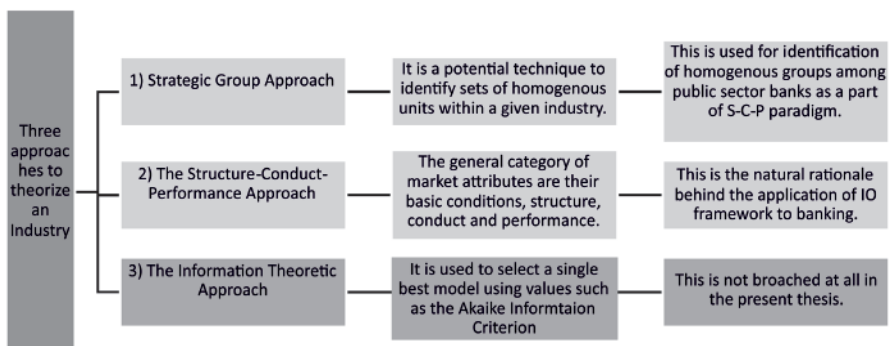 Three
approac
hes to
theorize
an
Industry
1) Strategic Group Approach
It is a potential technique to
identify sets of homogenous
units within a given industry.
This is used for identification
of homogenous groups among
public sector banks as a part
of S-C-P paradigm.
2) The Structure-Conduct-
Performance Approach
The general category of
market attributes are their
basic conditions, structure,
conduct and performance.
This is the natural rationale
behind the application of IO
framework to banking.
3) The Information Theoretic
Approach
It is used to select a single
best model using values such
as the Akaike Informtaion
Criterion
This is not broached at all in
the present thesis.